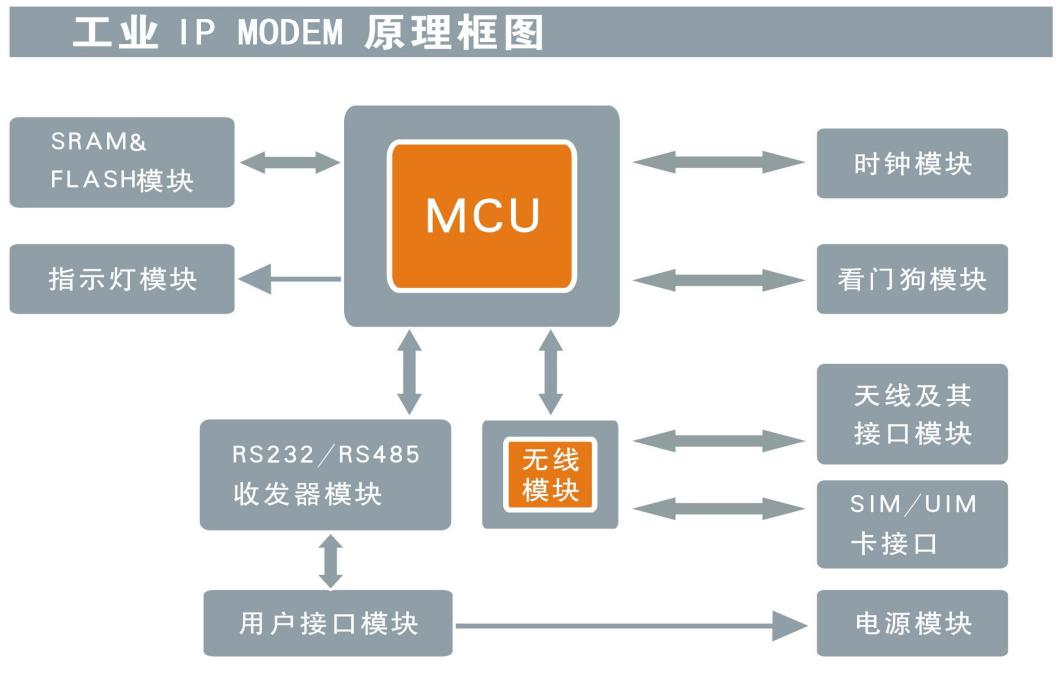 工业 IP MODEM 原理框图
SRAM&
FLASH模块
MCU
时钟模块
指示灯模块
看门狗模块
天线及其
接口模块
RS232/RS485
收发器模块
无线
模块
SIM/UIM
卡接口
用户接口模块
电源模块